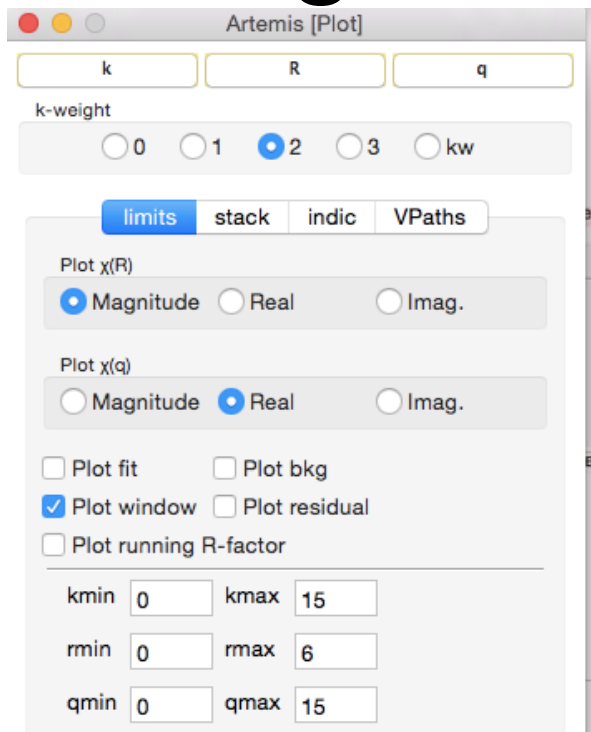 Artemis [Plot]
k R q
k-weight
0 1 2 3 kw
limits stack indic VPaths
Plot χ(R)
Magnitude Real Imag.
Plot χ(q)
Magnitude Real Imag.
Plot fit Plot bkg
Plot window Plot residual
Plot running R-factor
kmin 0 kmax 15
rmin 0 rmax 6
qmin 0 qmax 15